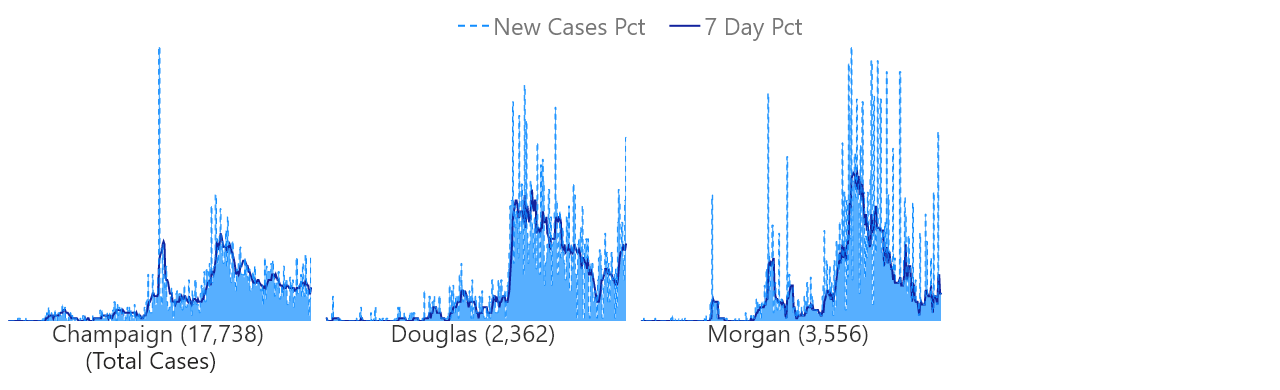 New Cases Pct 7 Day Pct
Champaign (17,738) Douglas (2,362) Morgan (3,556)
(Total Cases)